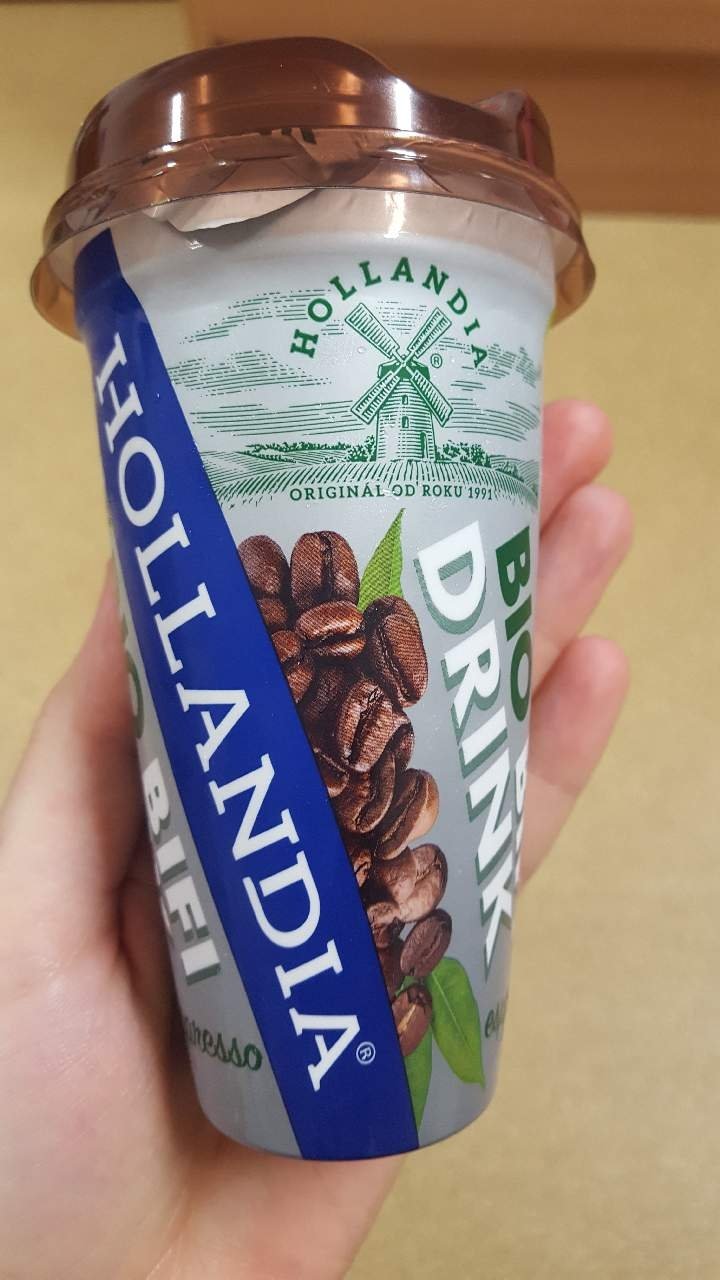 HOLLANDIA
®
ORIGINÁL OD ROKU 1991
HOLLANDIA®
BIO
DRINK
BIFI